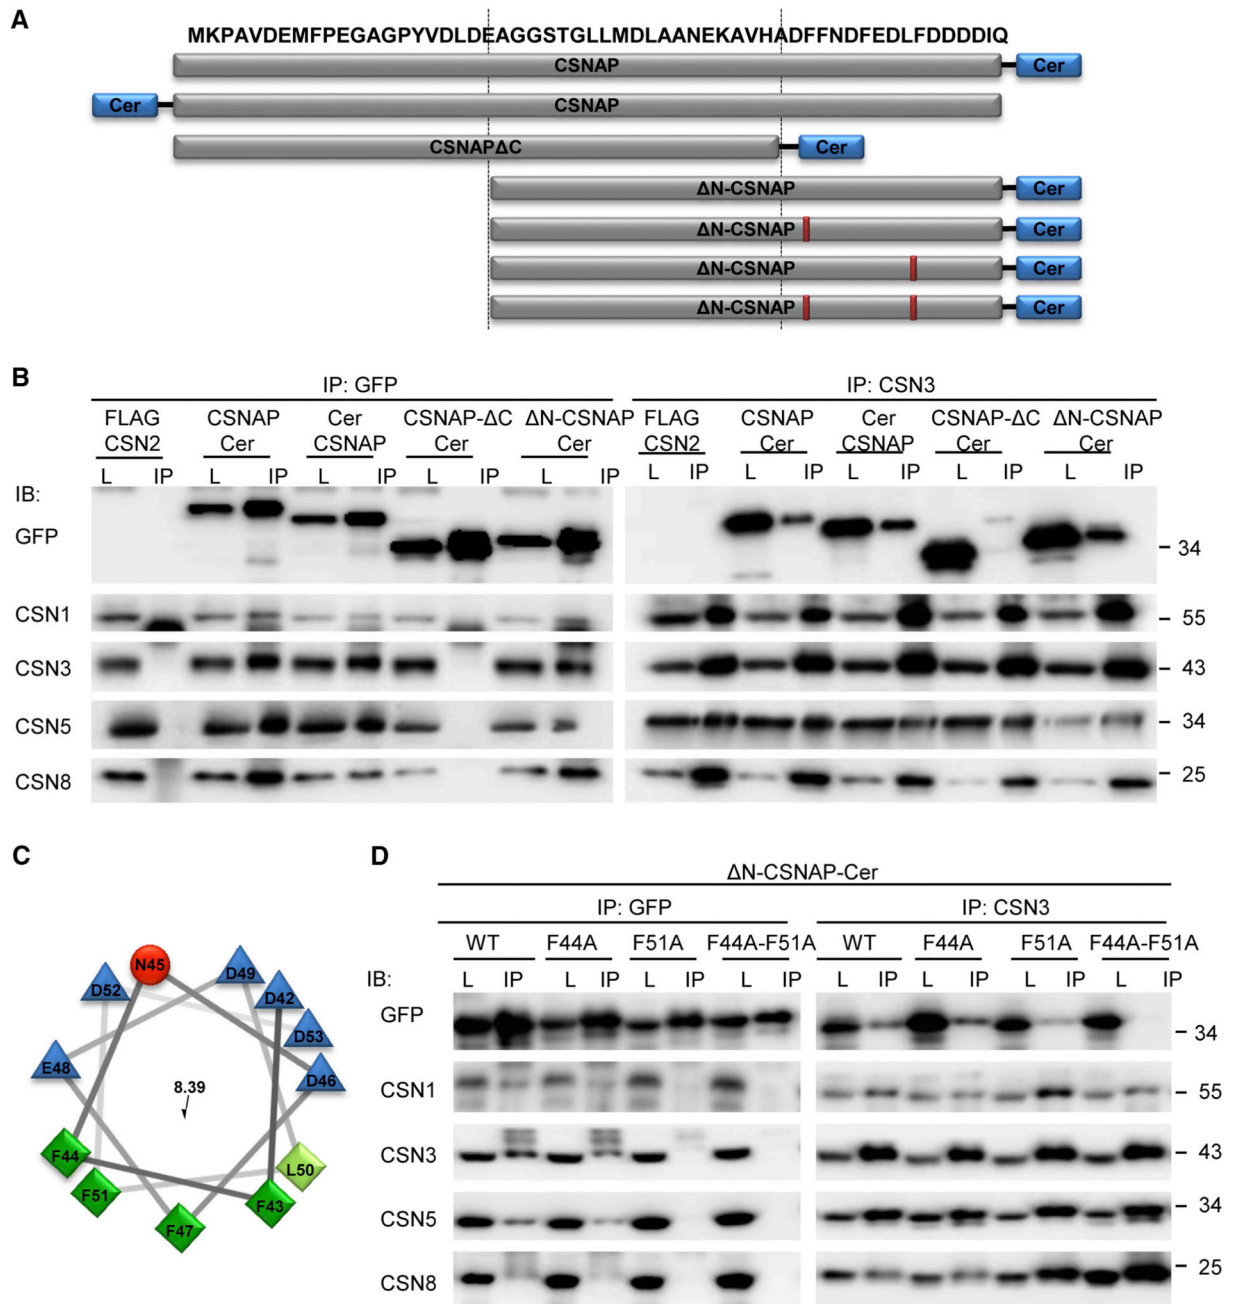 A
MKPAVDEMFPEGAGPYVDLDEAGGSTGLLMDLAANEKAVHADFFNDFEDLFDDDDIQ
CSNAP Cer
Cer CSNAP
CSNAPΔC Cer
ΔN-CSNAP Cer
ΔN-CSNAP Cer
ΔN-CSNAP Cer
ΔN-CSNAP Cer
B
IP: GFP IP: CSN3
FLAG CSNAP Cer CSNAP-ΔC ΔN-CSNAP FLAG CSNAP Cer CSNAP-ΔC ΔN-CSNAP
CSN2 Cer CSNAP Cer Cer CSN2 Cer CSNAP Cer Cer
L IP L IP L IP L IP L IP L IP L IP L IP L IP L IP
IB:
GFP 34
CSN1 55
CSN3 43
CSN5 34
CSN8 25
C
N45
D49
D52
D42
D53
E48
D46
8.39
F44
L50
F51
F43
F47
D
ΔN-CSNAP-Cer
IP: GFP IP: CSN3
WT F44A F51A F44A-F51A WT F44A F51A F44A-F51A
IB: L IP L IP L IP L IP L IP L IP L IP L IP
GFP 34
CSN1 55
CSN3 43
CSN5 34
CSN8 25